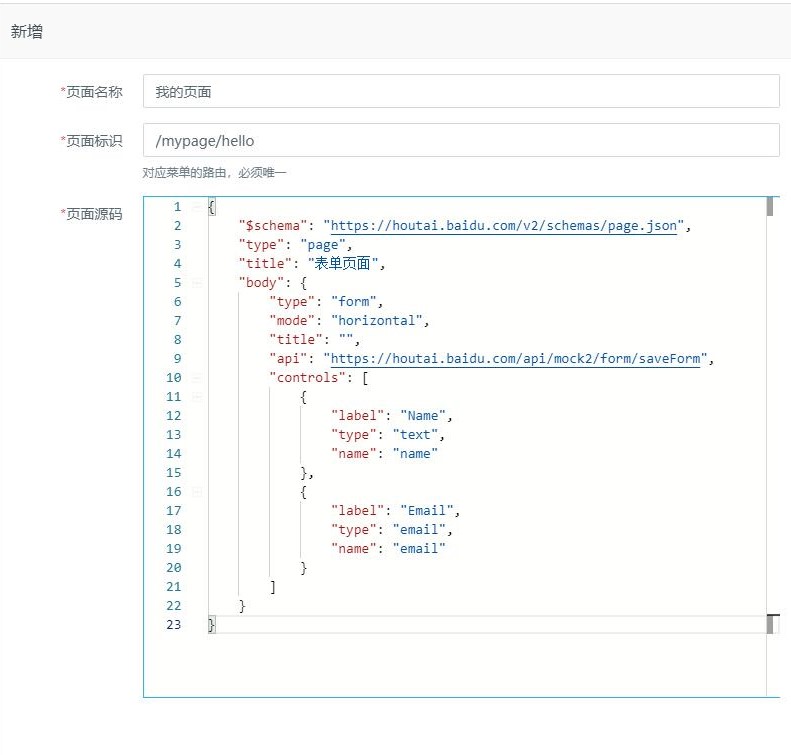 新增
*页面名称 我的页面
*页面标识 /mypage/hello
对应菜单的路由，必须唯一
*页面源码
1 {
2     "$schema": "https://houtai.baidu.com/v2/schemas/page.json",
3     "type": "page",
4     "title": "表单页面",
5     "body": {
6         "type": "form",
7         "mode": "horizontal",
8         "title": "",
9         "api": "https://houtai.baidu.com/api/mock2/form/saveForm",
10         "controls": [
11             {
12                 "label": "Name",
13                 "type": "text",
14                 "name": "name"
15             },
16             {
17                 "label": "Email",
18                 "type": "email",
19                 "name": "email"
20             }
21         ]
22     }
23 }